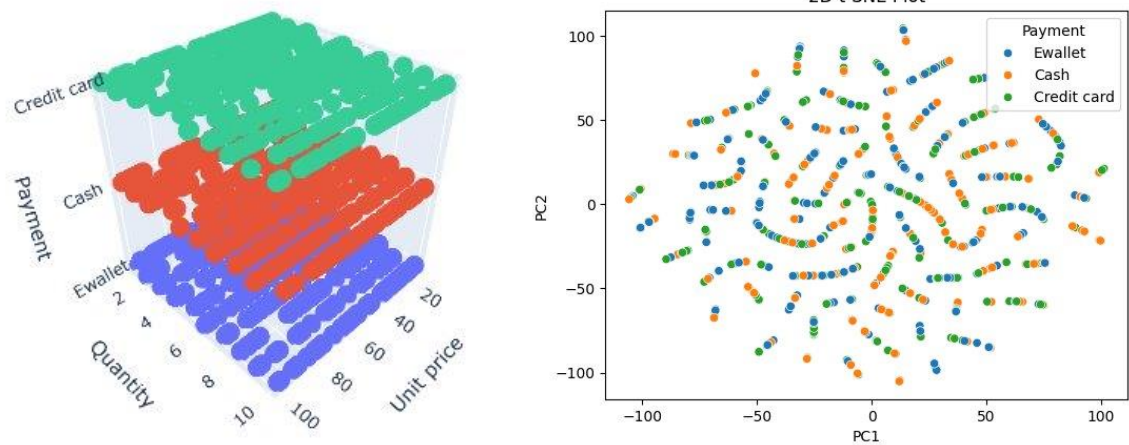 Credit card
Cash
Ewallet
Payment
2
4
6
8
10
Quantity
20
40
60
80
100
Unit price
2D t-SNE Plot
Payment
Ewallet
Cash
Credit card
100
50
0
−50
−100
PC2
−100
−50
0
50
100
PC1